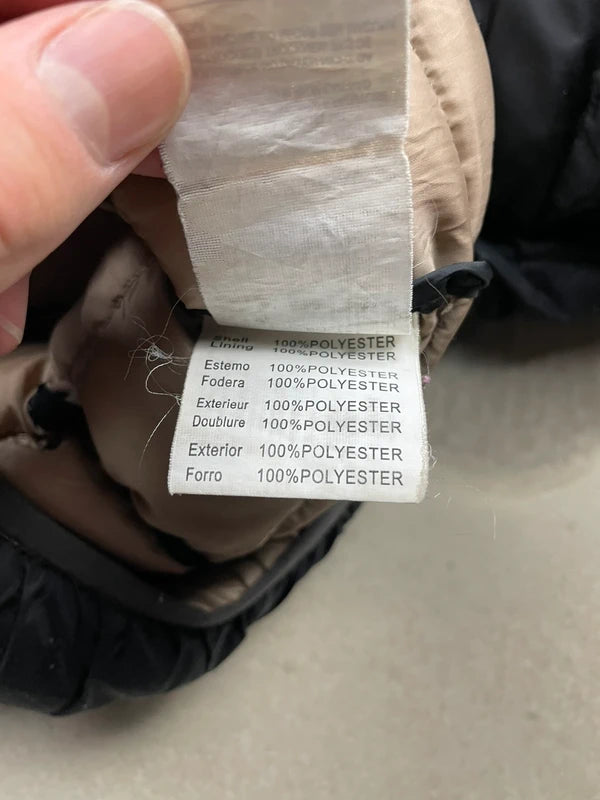 Shell 100%POLYESTER
Lining 100%POLYESTER
Estemo 100%POLYESTER
Fodera 100%POLYESTER
Exterieur 100%POLYESTER
Doublure 100%POLYESTER
Exterior 100%POLYESTER
Forro 100%POLYESTER